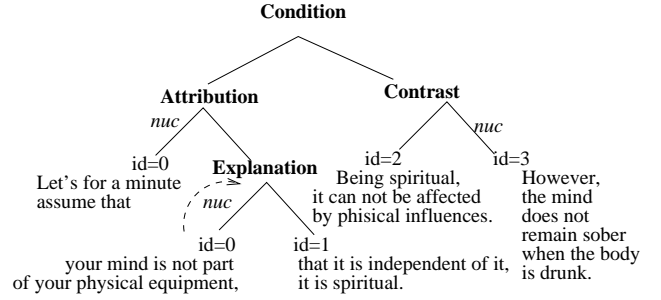 Condition
Attribution
Contrast
nuc
nuc
id=0
Let's for a minute
assume that
Explanation
nuc
id=2
Being spiritual,
it can not be affected
by phisical influences.
id=3
However,
the mind
does not
remain sober
when the body
is drunk.
id=0
your mind is not part
of your physical equipment,
id=1
that it is independent of it,
it is spiritual.